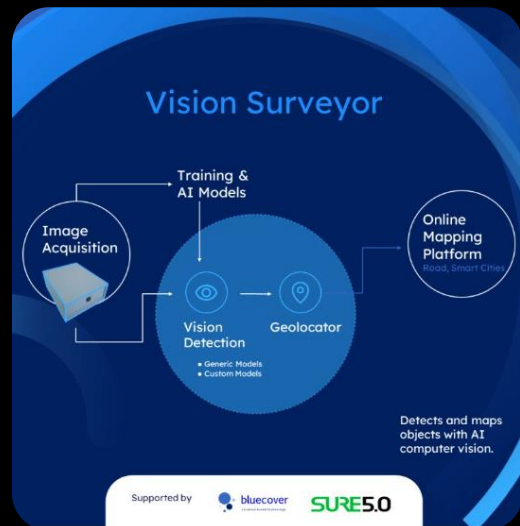 Vision Surveyor
Training &
AI Models
Image
Acquisition
Online
Mapping
Platform
Road, Smart Cities
Vision
Detection
Geolocator
• Generic Models
• Custom Models
Detects and maps
objects with AI
computer vision.
Supported by
bluecover
SURE5.0